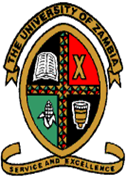 THE UNIVERSITY OF ZAMBIA
SERVICE AND EXCELLENCE